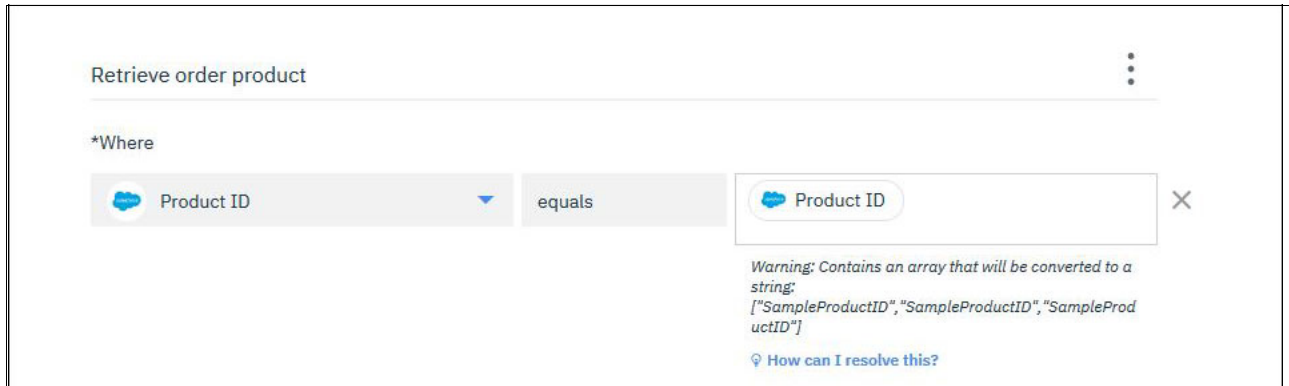 Retrieve order product
*Where
Product ID equals Product ID
Warning: Contains an array that will be converted to a
string:
["SampleProductID","SampleProductID","SampleProd
uctID"]
How can I resolve this?